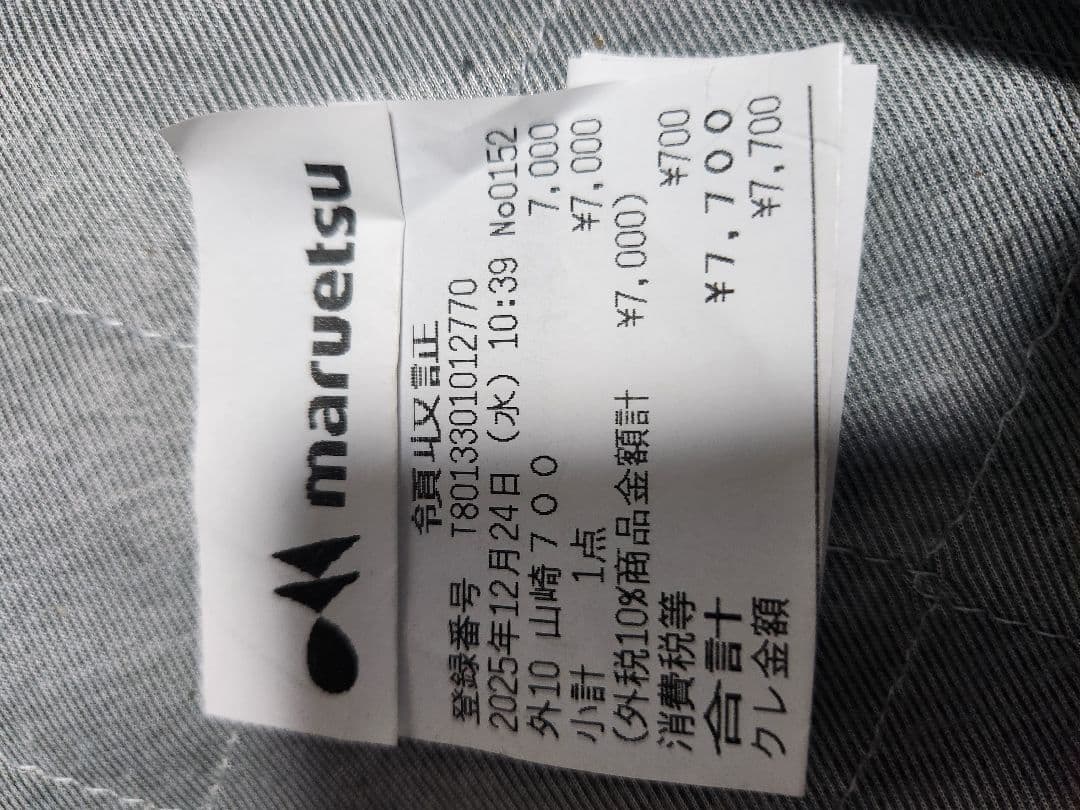 maruetsu
領収証
登録番号 T8013301012770
2025年12月24日(水) 10:39 No0152
外10 山崎700 7,000
小計 1点 ¥7,000
(外税10%商品金額計 ¥7,000)
消費税等 ¥700
合計 ¥7,700
クレ金額 ¥7,700